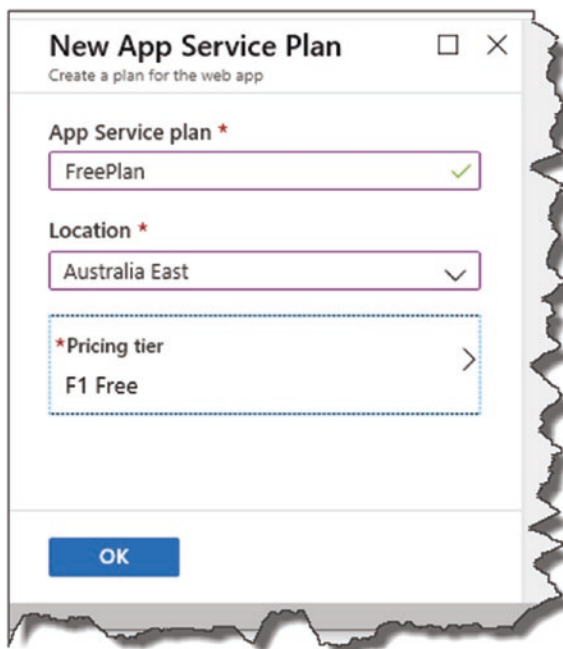 New App Service Plan
Create a plan for the web app
App Service plan *
FreePlan
Location *
Australia East
*Pricing tier
F1 Free
OK